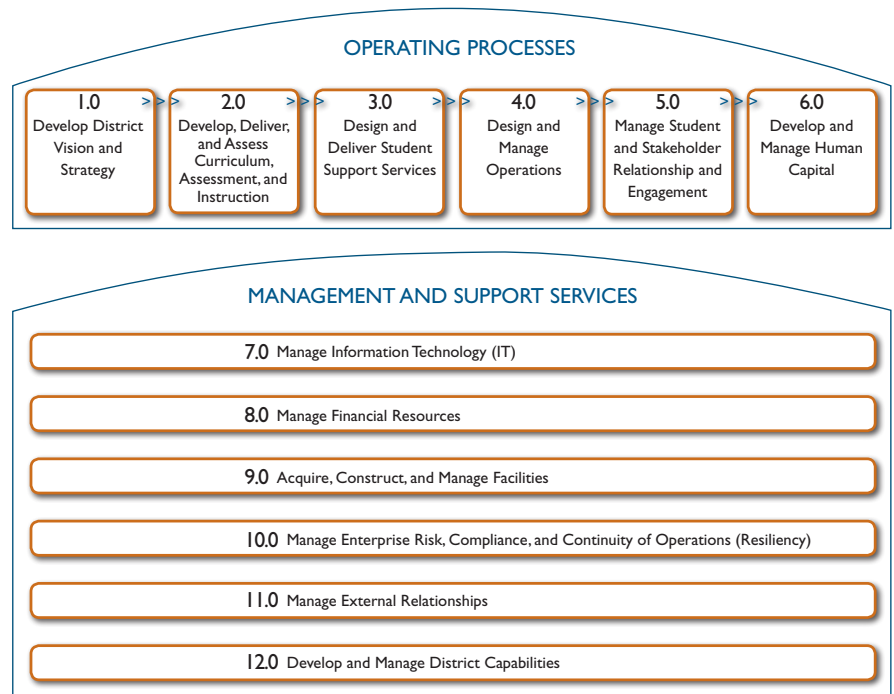 OPERATING PROCESSES
1.0
Develop District
Vision and
Strategy
>>>
2.0
Develop, Deliver,
and Assess
Curriculum,
Assessment, and
Instruction
>>>
3.0
Design and
Deliver Student
Support Services
>>>
4.0
Design and
Manage
Operations
>>>
5.0
Manage Student
and Stakeholder
Relationship and
Engagement
>>>
6.0
Develop and
Manage Human
Capital
MANAGEMENT AND SUPPORT SERVICES
7.0 Manage Information Technology (IT)
8.0 Manage Financial Resources
9.0 Acquire, Construct, and Manage Facilities
10.0 Manage Enterprise Risk, Compliance, and Continuity of Operations (Resiliency)
11.0 Manage External Relationships
12.0 Develop and Manage District Capabilities